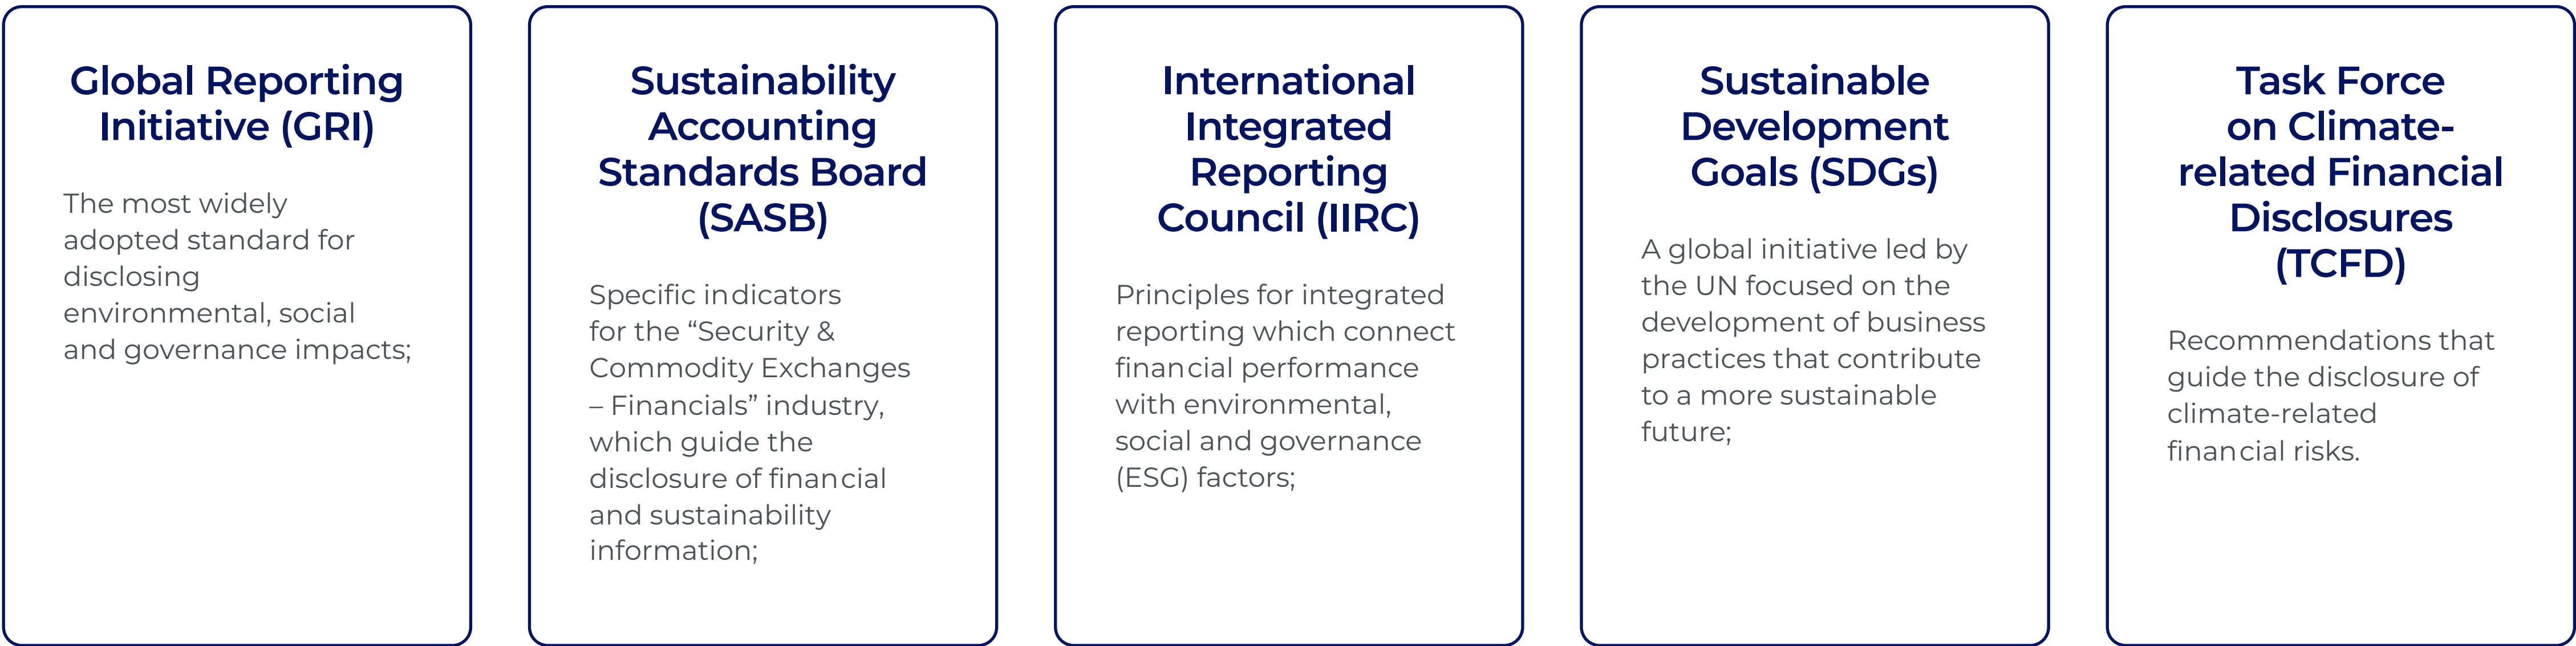 Global Reporting
Initiative (GRI)
The most widely
adopted standard for
disclosing
environmental, social
and governance impacts;
Sustainability
Accounting
Standards Board
(SASB)
Specific indicators
for the “Security &
Commodity Exchanges
– Financials” industry,
which guide the
disclosure of financial
and sustainability
information;
International
Integrated
Reporting
Council (IIRC)
Principles for integrated
reporting which connect
financial performance
with environmental,
social and governance
(ESG) factors;
Sustainable
Development
Goals (SDGs)
A global initiative led by
the UN focused on the
development of business
practices that contribute
to a more sustainable
future;
Task Force
on Climate-
related Financial
Disclosures
(TCFD)
Recommendations that
guide the disclosure of
climate-related
financial risks.